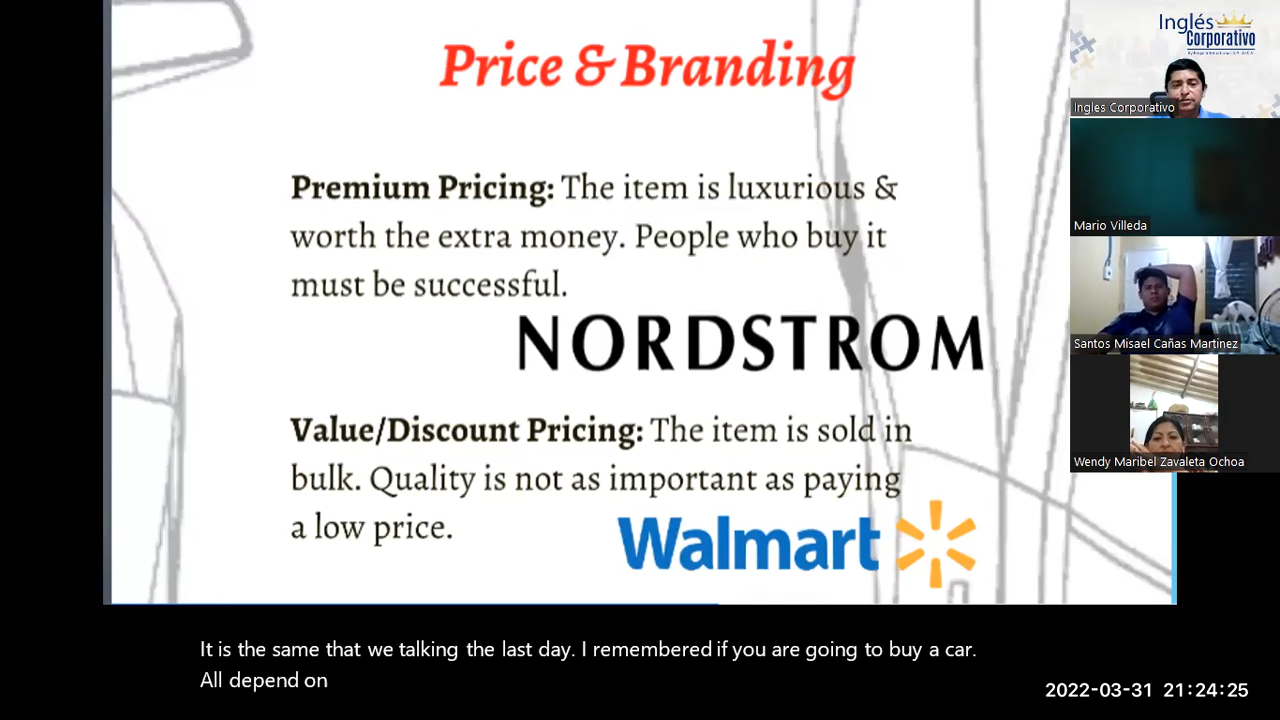 Price & Branding
Premium Pricing: The item is luxurious &
worth the extra money. People who buy it
must be successful.
NORDSTROM
Value/Discount Pricing: The item is sold in
bulk. Quality is not as important as paying
a low price.
Walmart
Inglés
Corporativo
Ingles Corporativo
Mario Villeda
Santos Misael Cañas Martinez
Wendy Maribel Zavaleta Ochoa
It is the same that we talking the last day. I remembered if you are going to buy a car.
All depend on
2022-03-31 21:24:25